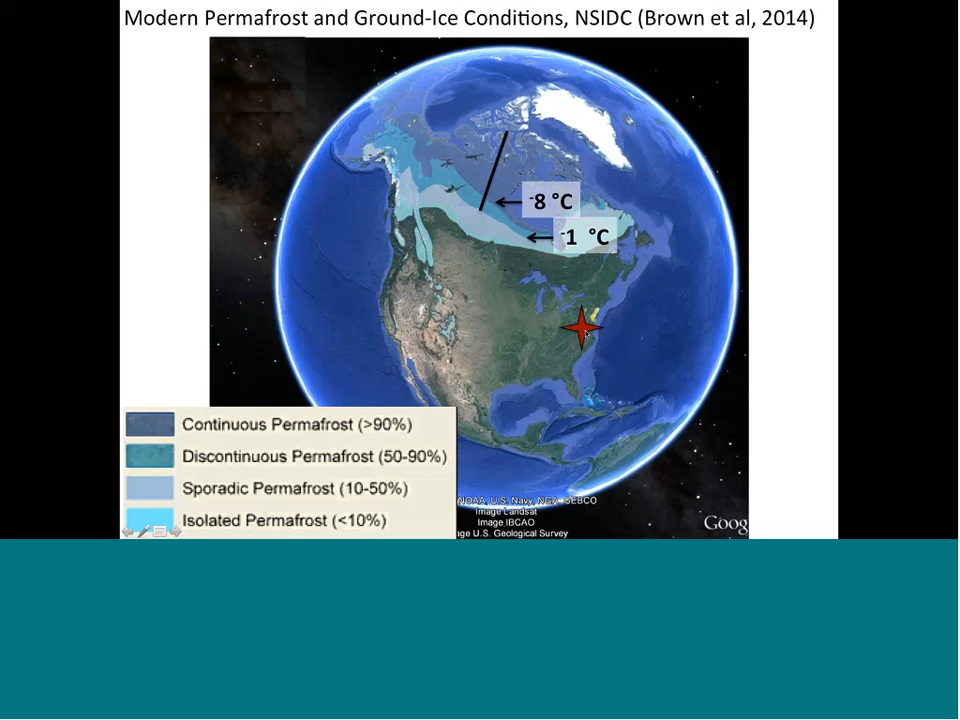 Modern Permafrost and Ground-Ice Conditions, NSIDC (Brown et al, 2014)
-8 °C
-1 °C
Continuous Permafrost (>90%)
Discontinuous Permafrost (50-90%)
Sporadic Permafrost (10-50%)
Isolated Permafrost (<10%)
NOAA, U.S. Navy, NGA, GEBCO
Image Landsat
Image IBCAO
age U.S. Geological Survey
Goog